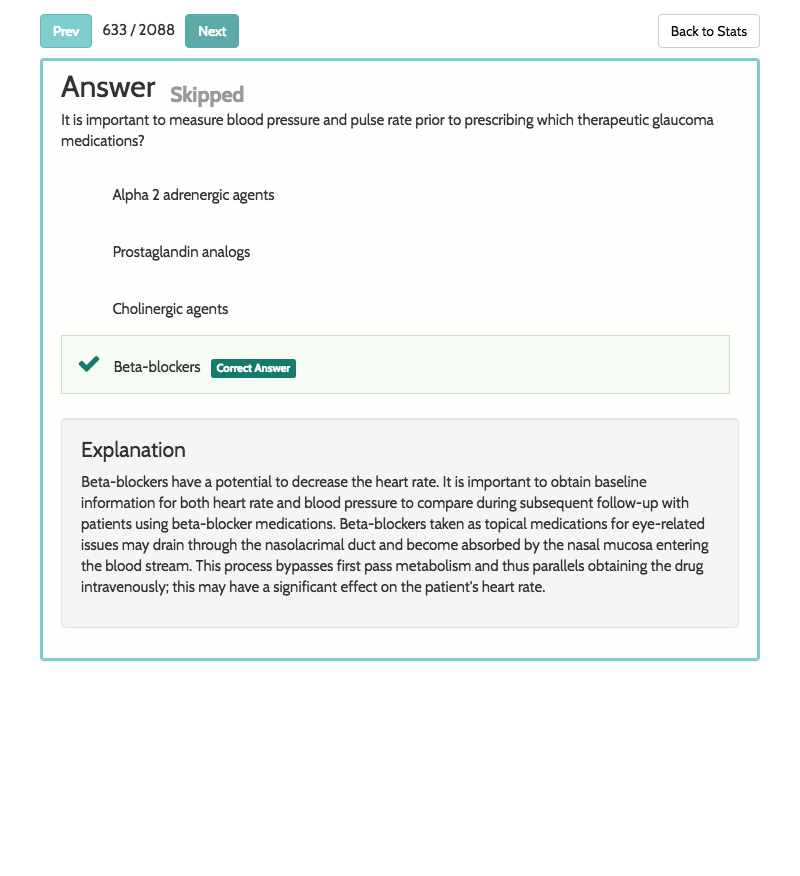 Prev 633 / 2088 Next Back to Stats
Answer Skipped
It is important to measure blood pressure and pulse rate prior to prescribing which therapeutic glaucoma
medications?
Alpha 2 adrenergic agents
Prostaglandin analogs
Cholinergic agents
Beta-blockers Correct Answer
Explanation
Beta-blockers have a potential to decrease the heart rate. It is important to obtain baseline
information for both heart rate and blood pressure to compare during subsequent follow-up with
patients using beta-blocker medications. Beta-blockers taken as topical medications for eye-related
issues may drain through the nasolacrimal duct and become absorbed by the nasal mucosa entering
the blood stream. This process bypasses first pass metabolism and thus parallels obtaining the drug
intravenously; this may have a significant effect on the patient's heart rate.